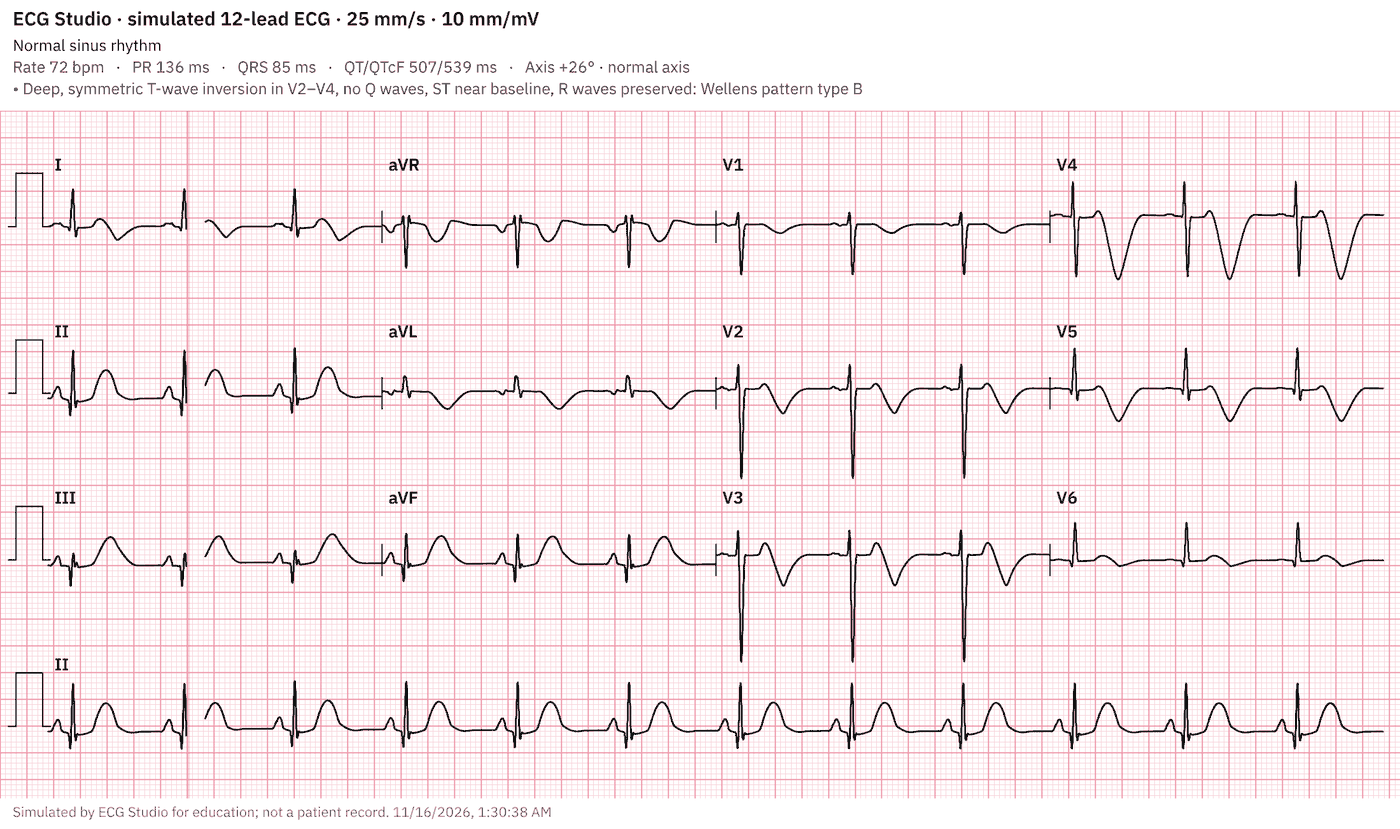 ECG Studio · simulated 12-lead ECG · 25 mm/s · 10 mm/mV
Normal sinus rhythm
Rate 72 bpm · PR 136 ms · QRS 85 ms · QT/QTcF 507/539 ms · Axis +26° · normal axis
• Deep, symmetric T-wave inversion in V2–V4, no Q waves, ST near baseline, R waves preserved: Wellens pattern type B
I aVR V1 V4
II aVL V2 V5
III aVF V3 V6
II
Simulated by ECG Studio for education; not a patient record. 11/16/2026, 1:30:38 AM